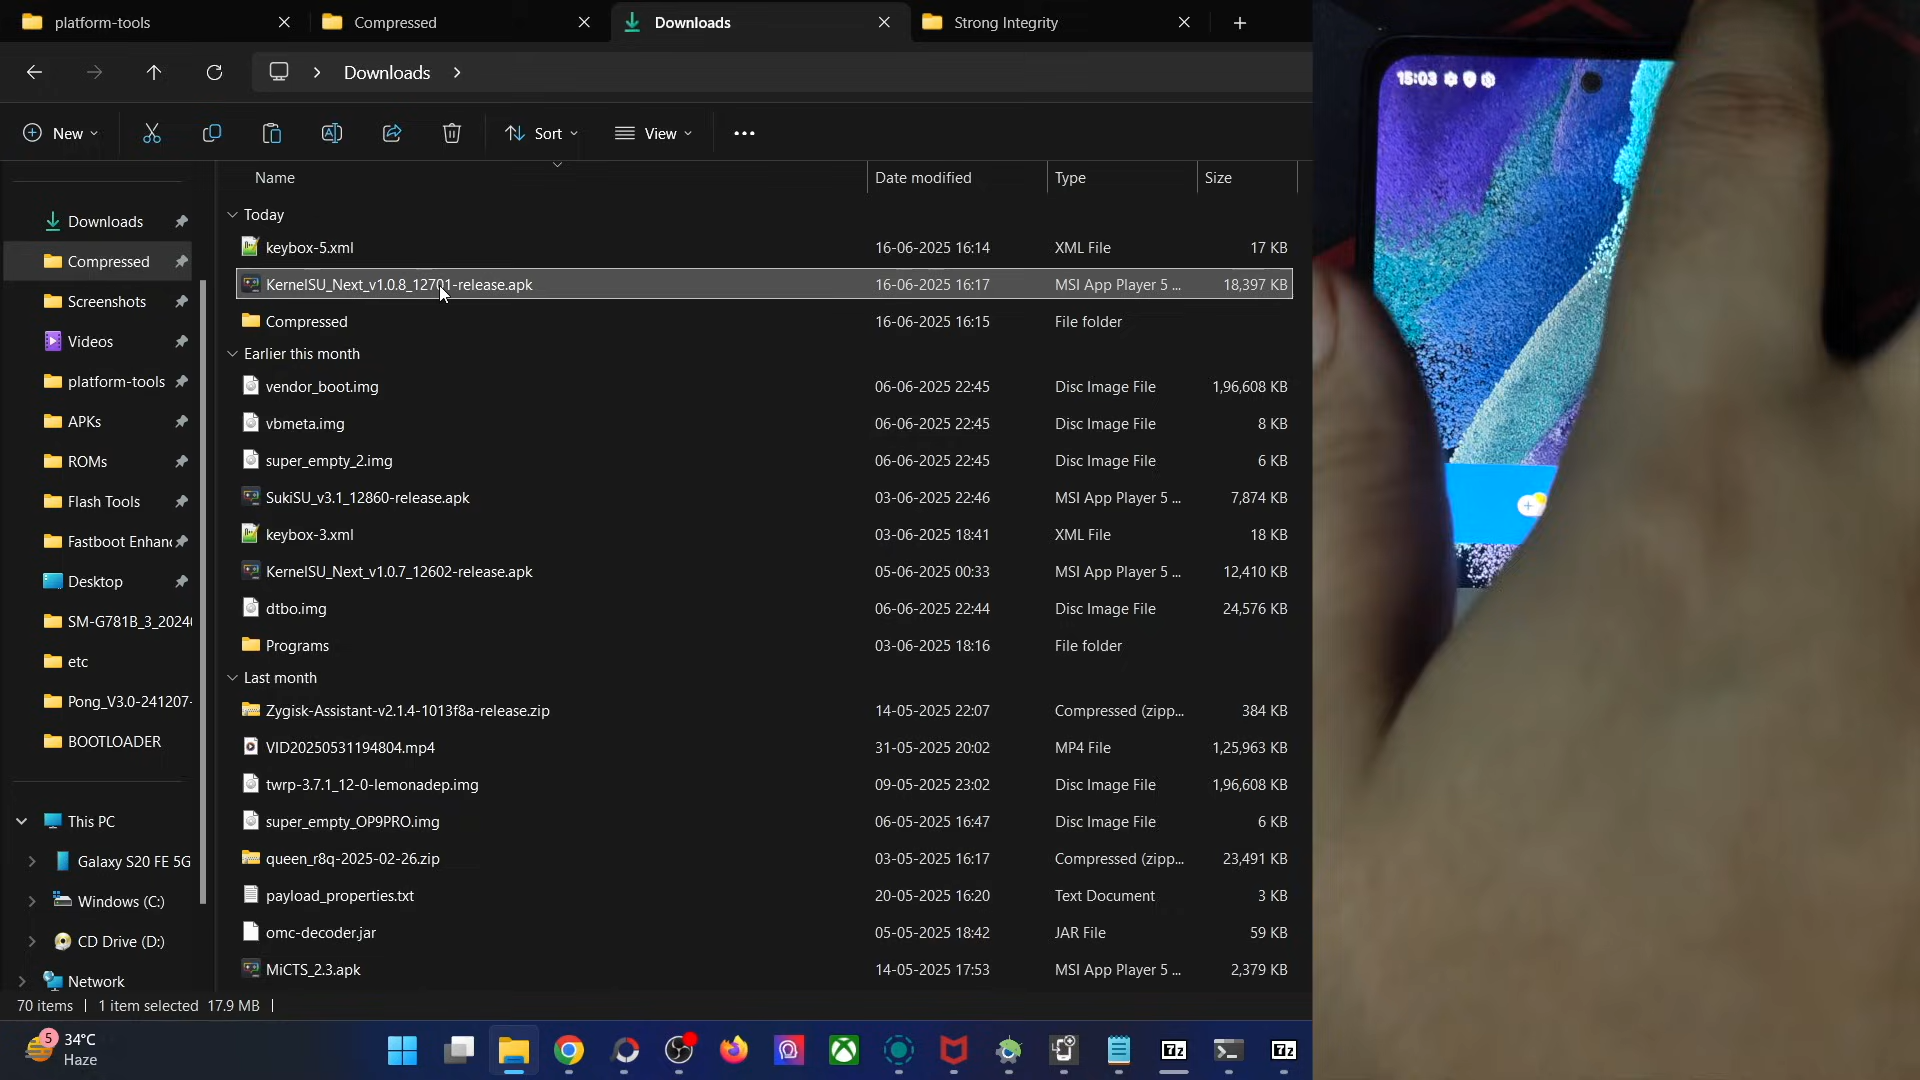 platform-tools
Compressed
Downloads
Strong Integrity
Downloads
New
Sort
View
Name
Date modified
Type
Size
Today
keybox-5.xml 16-06-2025 16:14 XML File 17 KB
KernelSU_Next_v1.0.8_12701-release.apk 16-06-2025 16:17 MSI App Player 5 ... 18,397 KB
Compressed 16-06-2025 16:15 File folder
Earlier this month
vendor_boot.img 06-06-2025 22:45 Disc Image File 1,96,608 KB
vbmeta.img 06-06-2025 22:45 Disc Image File 8 KB
super_empty_2.img 06-06-2025 22:45 Disc Image File 6 KB
SukiSU_v3.1_12860-release.apk 03-06-2025 22:46 MSI App Player 5 ... 7,874 KB
keybox-3.xml 03-06-2025 18:41 XML File 18 KB
KernelSU_Next_v1.0.7_12602-release.apk 05-06-2025 00:33 MSI App Player 5 ... 12,410 KB
dtbo.img 06-06-2025 22:44 Disc Image File 24,576 KB
Programs 03-06-2025 18:16 File folder
Last month
Zygisk-Assistant-v2.1.4-1013f8a-release.zip 14-05-2025 22:07 Compressed (zipp... 384 KB
VID20250531194804.mp4 31-05-2025 20:02 MP4 File 1,25,963 KB
twrp-3.7.1_12-0-lemonadep.img 09-05-2025 23:02 Disc Image File 1,96,608 KB
super_empty_OP9PRO.img 06-05-2025 16:47 Disc Image File 6 KB
queen_r8q-2025-02-26.zip 03-05-2025 16:17 Compressed (zipp... 23,491 KB
payload_properties.txt 20-05-2025 16:20 Text Document 3 KB
omc-decoder.jar 05-05-2025 18:42 JAR File 59 KB
MiCTS_2.3.apk 14-05-2025 17:53 MSI App Player 5 ... 2,379 KB
Downloads
Compressed
Screenshots
Videos
platform-tools
APKs
ROMs
Flash Tools
Fastboot Enhanc
Desktop
SM-G781B_3_2024
etc
Pong_V3.0-241207-
BOOTLOADER
This PC
Galaxy S20 FE 5G
Windows (C:)
CD Drive (D:)
Network
70 items
1 item selected 17.9 MB
5
34°C
Haze
7z
7z
15:03